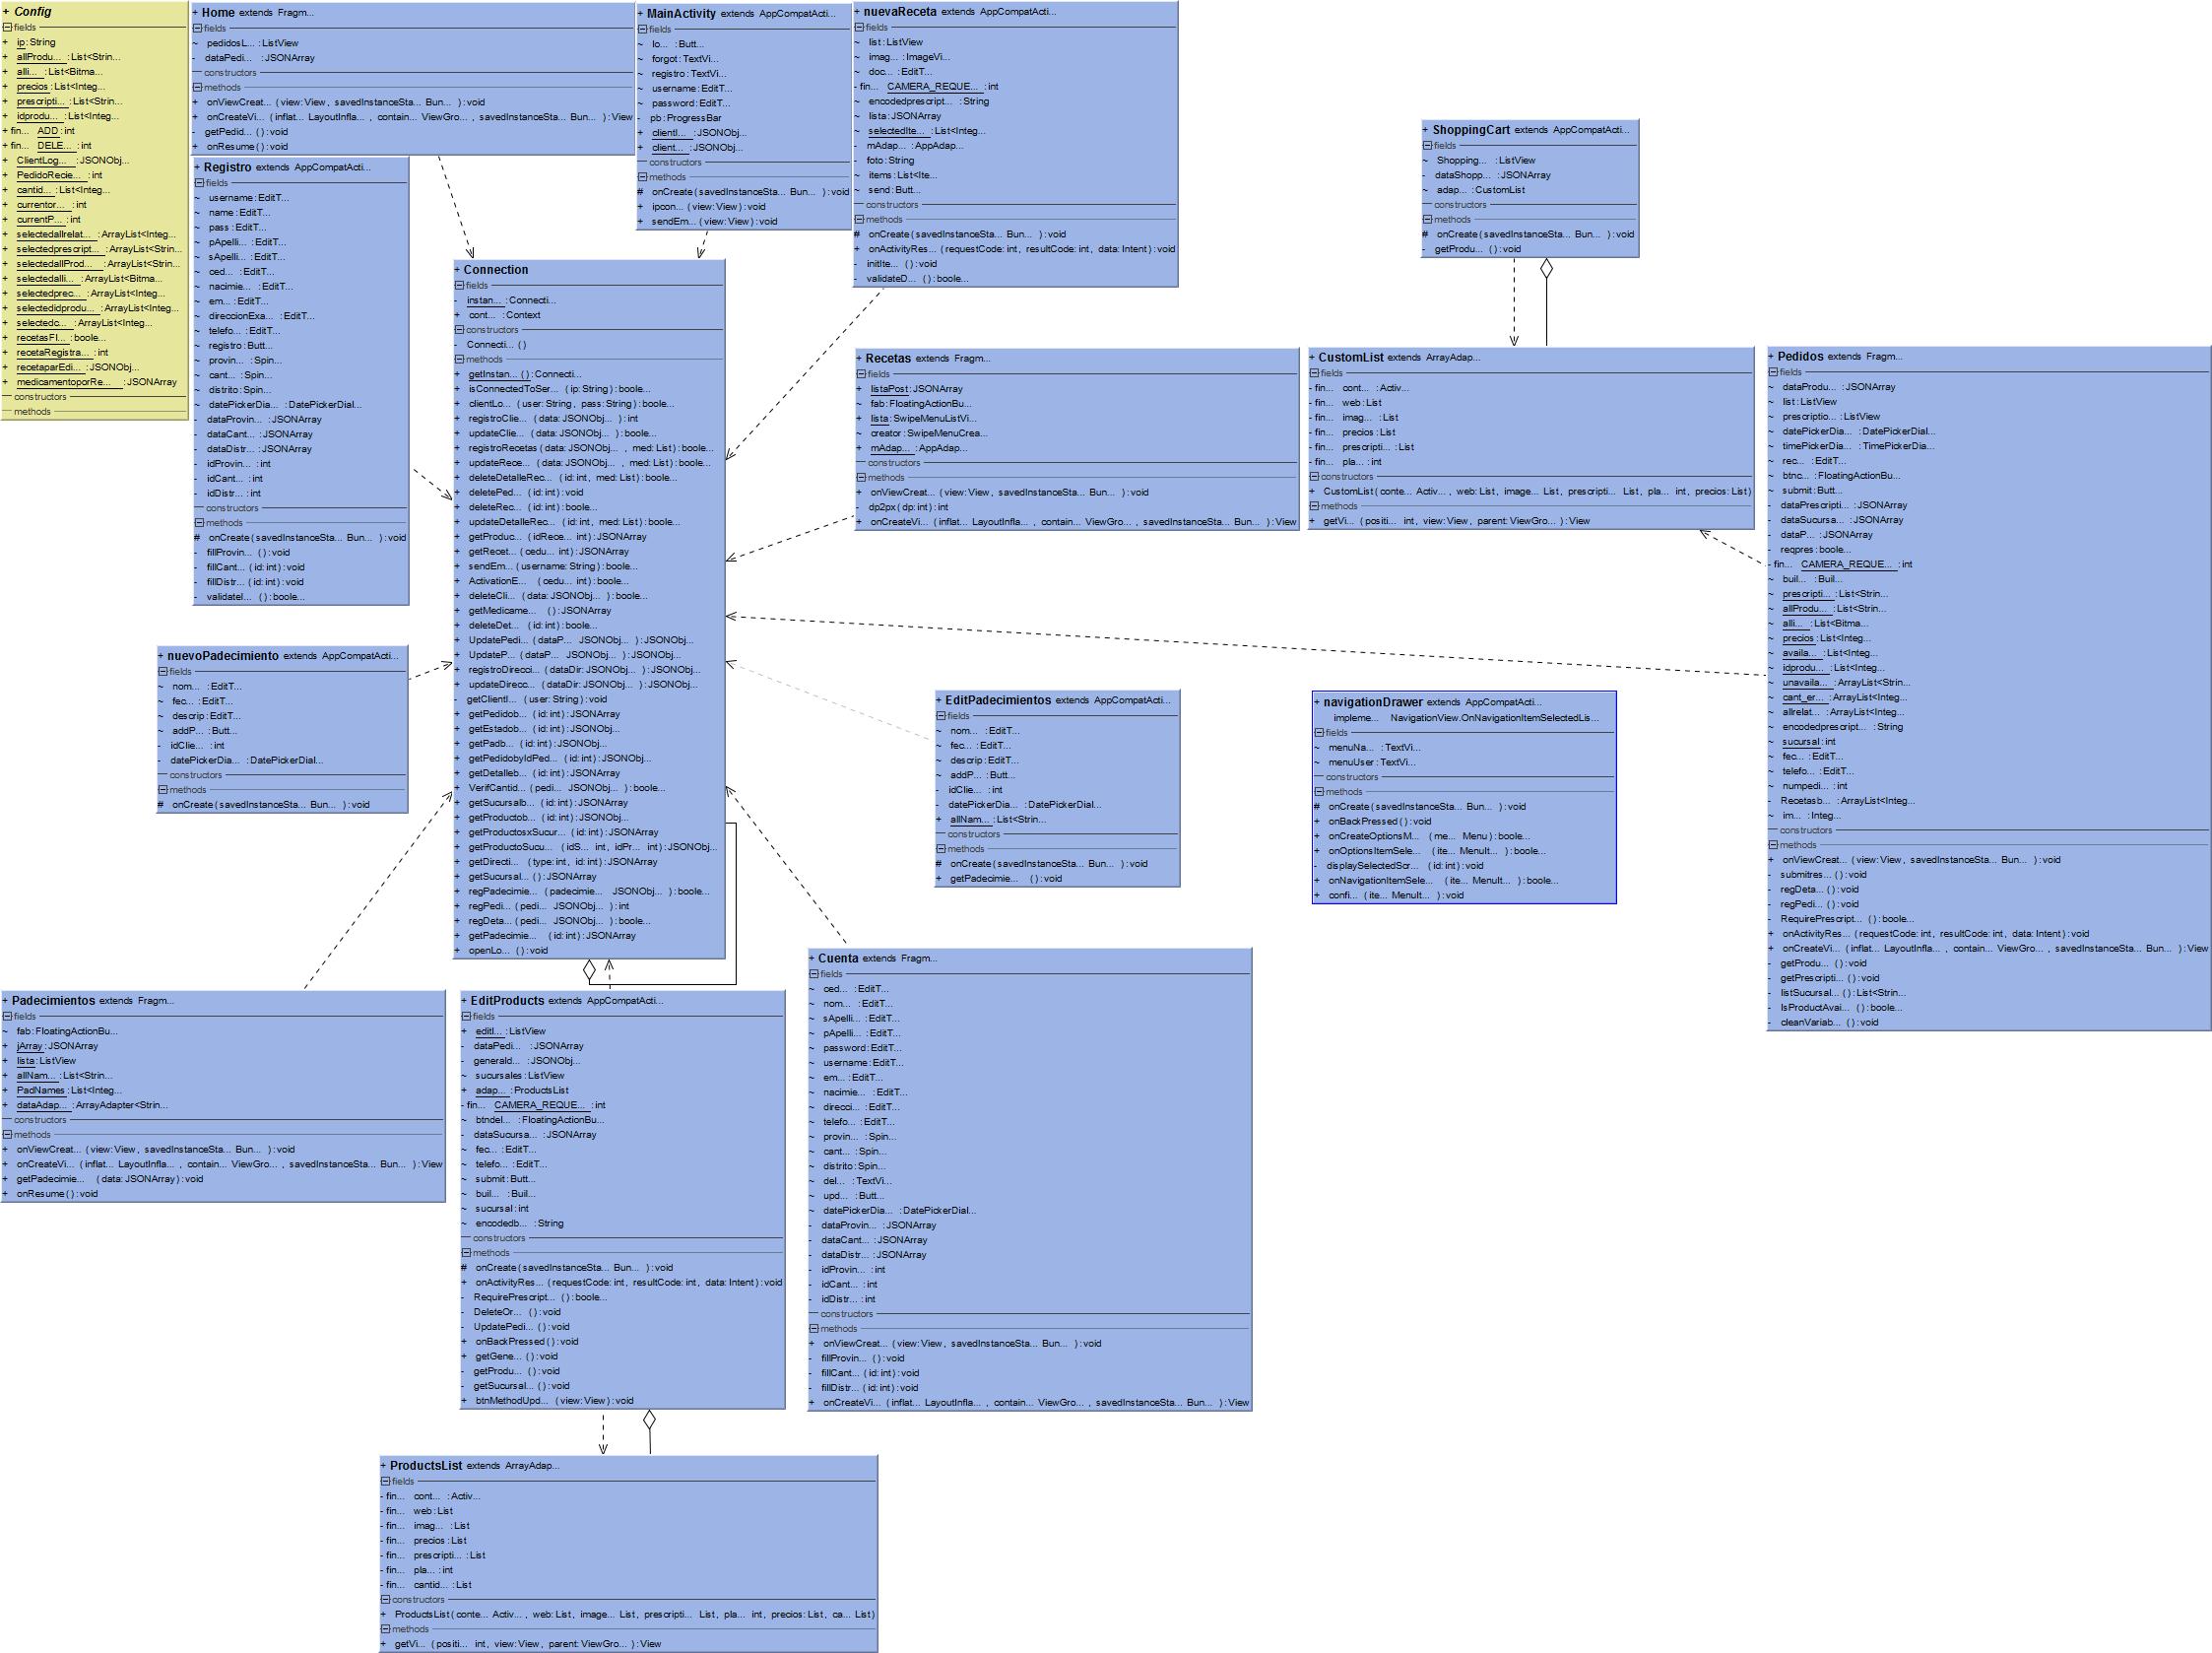 + Config
fields
+ ip : String
+ allProdu... : List<Strin...
+ alli... : List<Bitma...
+ precios : List<Integ...
+ prescripti... : List<Strin...
+ idprodu... : List<Integ...
+ fin... ADD : int
+ fin... DELE... : int
+ ClientLog... : JSONObj...
+ PedidoRecie... : int
+ cantid... : List<Integ...
+ currentor... : int
+ currentP... : int
+ selectedallrelat... : ArrayList<Integ...
+ selectedprescript... : ArrayList<Strin...
+ selectedallProd... : ArrayList<Strin...
+ selectedalli... : ArrayList<Bitma...
+ selectedprec... : ArrayList<Integ...
+ selectedidprodu... : ArrayList<Integ...
+ selectedc... : ArrayList<Integ...
+ recetasFl... : boole...
+ recetaRegistra... : int
+ recetaparEdi... : JSONObj...
+ medicamentoporRe... : JSONArray
constructors
methods
+ Home extends Fragm...
fields
~ pedidosL... : ListView
- dataPedi... : JSONArray
constructors
methods
+ onViewCreat... (view: View, savedInstanceSta... Bun... ) : void
+ onCreateVi... (inflat... LayoutInfla... , contain... ViewGro... , savedInstanceSta... Bun... ) : View
- getPedid... ( ) : void
+ onResume ( ) : void
+ MainActivity extends AppCompatActi...
fields
~ lo... : Butt...
~ forgot : TextVi...
~ registro : TextVi...
~ username : EditT...
~ password : EditT...
~ pb : ProgressBar
+ clientI... : JSONObj...
+ client... : JSONObj...
constructors
methods
# onCreate (savedInstanceSta... Bun... ) : void
+ ipcon... (view: View) : void
+ sendEm... (view: View) : void
+ nuevaReceta extends AppCompatActi...
fields
~ list : ListView
~ imag... : ImageVi...
~ doc... : EditT...
- fin... CAMERA_REQUE... : int
~ encodedprescript... : String
~ lista : JSONArray
~ selectedIte... : List<Integ...
- mAdap... : AppAdap...
- foto : String
~ items : List<Ite...
~ send : Butt...
constructors
methods
# onCreate (savedInstanceSta... Bun... ) : void
+ onActivityRes... (requestCode: int, resultCode: int, data: Intent) : void
- initIte... ( ) : void
- validateD... ( ) : boole...
+ ShoppingCart extends AppCompatActi...
fields
~ Shopping... : ListView
- dataShopp... : JSONArray
~ adap... : CustomList
constructors
methods
# onCreate (savedInstanceSta... Bun... ) : void
- getProdu... ( ) : void
+ Registro extends AppCompatActi...
fields
~ username : EditT...
~ name : EditT...
~ pass : EditT...
~ pApelli... : EditT...
~ sApelli... : EditT...
~ ced... : EditT...
~ nacimie... : EditT...
~ em... : EditT...
~ direccionExa... : EditT...
~ telefo... : EditT...
~ registro : Butt...
~ provin... : Spin...
~ cant... : Spin...
~ distrito : Spin...
~ datePickerDia... : DatePickerDial...
- dataProvin... : JSONArray
- dataCant... : JSONArray
- dataDistr... : JSONArray
- idProvin... : int
- idCant... : int
- idDistr... : int
constructors
methods
# onCreate (savedInstanceSta... Bun... ) : void
- fillProvin... ( ) : void
- fillCant... (id: int) : void
- fillDistr... (id: int) : void
- validateI... ( ) : boole...
+ Connection
fields
- instan... : Connecti...
+ cont... : Context
constructors
- Connecti... ( )
methods
+ getInstan... ( ) : Connecti...
+ isConnectedToSer... (ip: String) : boole...
+ clientLo... (user: String, pass: String) : boole...
+ registroClie... (data: JSONObj... ) : int
+ updateClie... (data: JSONObj... ) : boole...
+ registroRecetas (data: JSONObj... , med: List) : boole...
+ updateRece... (data: JSONObj... , med: List) : boole...
+ deleteDetalleRec... (id: int, med: List) : boole...
+ deletePed... (id: int) : void
+ deleteRec... (id: int) : boole...
+ updateDetalleRec... (id: int, med: List) : boole...
+ getProduc... (idRece... int) : JSONArray
+ getRecet... (cedu... int) : JSONArray
+ sendEm... (username: String) : boole...
+ ActivationE... (cedu... int) : boole...
+ deleteCli... (data: JSONObj... ) : boole...
+ getMedicame... ( ) : JSONArray
+ deleteDet... (id: int) : boole...
+ UpdatePedi... (dataP... JSONObj... ) : JSONObj...
+ UpdateP... (dataP... JSONObj... ) : JSONObj...
+ registroDirecci... (dataDir: JSONObj... ) : JSONObj...
+ updateDirecc... (dataDir: JSONObj... ) : JSONObj...
- getClientI... (user: String) : void
+ getPedidob... (id: int) : JSONArray
+ getEstadob... (id: int) : JSONObj...
+ getPadb... (id: int) : JSONObj...
+ getPedidobyIdPed... (id: int) : JSONObj...
+ getDetalleb... (id: int) : JSONArray
+ VerifCantid... (pedi... JSONObj... ) : boole...
+ getSucursalb... (id: int) : JSONArray
+ getProductob... (id: int) : JSONObj...
+ getProductosxSucur... (id: int) : JSONArray
+ getProductoSucu... (idS... int, idPr... int) : JSONObj...
+ getDirecti... (type: int, id: int) : JSONArray
+ getSucursal... ( ) : JSONArray
+ regPadecimie... (padecimie... JSONObj... ) : boole...
+ regPedi... (pedi... JSONObj... ) : int
+ regDeta... (pedi... JSONObj... ) : boole...
+ getPadecimie... (id: int) : JSONArray
+ openLo... ( ) : void
+ Recetas extends Fragm...
fields
+ listaPost : JSONArray
~ fab : FloatingActionBu...
+ lista : SwipeMenuListVi...
~ creator : SwipeMenuCrea...
+ mAdap... : AppAdap...
constructors
methods
+ onViewCreat... (view: View, savedInstanceSta... Bun... ) : void
- dp2px (dp: int) : int
+ onCreateVi... (inflat... LayoutInfla... , contain... ViewGro... , savedInstanceSta... Bun... ) : View
+ CustomList extends ArrayAdap...
fields
- fin... cont... : Activ...
- fin... web : List
- fin... imag... : List
- fin... precios : List
- fin... prescripti... : List
- fin... pla... : int
constructors
+ CustomList (conte... Activ... , web: List, image... List, prescripti... List, pla... int, precios: List)
methods
+ getVi... (positi... int, view: View, parent: ViewGro... ) : View
+ Pedidos extends Fragm...
fields
~ dataProdu... : JSONArray
~ list : ListView
~ prescriptio... : ListView
~ datePickerDia... : DatePickerDial...
~ timePickerDia... : TimePickerDia...
~ rec... : EditT...
~ btnc... : FloatingActionBu...
~ submit : Butt...
- dataPrescripti... : JSONArray
- dataSucursa... : JSONArray
- dataP... : JSONArray
- reqpres : boole...
- fin... CAMERA_REQUE... : int
~ buil... : Buil...
~ prescripti... : List<Strin...
~ allProdu... : List<Strin...
~ alli... : List<Bitma...
~ precios : List<Integ...
~ availa... : List<Integ...
~ idprodu... : List<Integ...
~ unavaila... : ArrayList<Strin...
~ cant_er... : ArrayList<Integ...
~ allrelat... : ArrayList<Integ...
~ encodedprescript... : String
~ sucursal : int
~ fec... : EditT...
~ telefo... : EditT...
~ numpedi... : int
- Recetasb... : ArrayList<Integ...
~ im... : Integ...
constructors
methods
+ onViewCreat... (view: View, savedInstanceSta... Bun... ) : void
- submitres... ( ) : void
- regDeta... ( ) : void
- regPedi... ( ) : void
- RequirePrescript... ( ) : boole...
+ onActivityRes... (requestCode: int, resultCode: int, data: Intent) : void
+ onCreateVi... (inflat... LayoutInfla... , contain... ViewGro... , savedInstanceSta... Bun... ) : View
- getProdu... ( ) : void
- getPrescripti... ( ) : void
- listSucursal... ( ) : List<Strin...
- IsProductAvai... ( ) : boole...
- cleanVariab... ( ) : void
+ nuevoPadecimiento extends AppCompatActi...
fields
~ nom... : EditT...
~ fec... : EditT...
~ descrip : EditT...
~ addP... : Butt...
- idClie... : int
- datePickerDia... : DatePickerDial...
constructors
methods
# onCreate (savedInstanceSta... Bun... ) : void
+ EditPadecimientos extends AppCompatActi...
fields
~ nom... : EditT...
~ fec... : EditT...
~ descrip : EditT...
~ addP... : Butt...
- idClie... : int
- datePickerDia... : DatePickerDial...
+ allNam... : List<Strin...
constructors
methods
# onCreate (savedInstanceSta... Bun... ) : void
+ getPadecimie... ( ) : void
+ navigationDrawer extends AppCompatActi...
impleme... NavigationView.OnNavigationItemSelectedLis...
fields
~ menuNa... : TextVi...
~ menuUser : TextVi...
constructors
methods
# onCreate (savedInstanceSta... Bun... ) : void
+ onBackPressed ( ) : void
+ onCreateOptionsM... (me... Menu) : boole...
+ onOptionsItemSele... (ite... MenuIt... ) : boole...
- displaySelectedScr... (id: int) : void
+ onNavigationItemSele... (ite... MenuIt... ) : boole...
+ confi... (ite... MenuIt... ) : void
+ Padecimientos extends Fragm...
fields
~ fab : FloatingActionBu...
+ jArray : JSONArray
+ lista : ListView
+ allNam... : List<Strin...
+ PadNames : List<Integ...
+ dataAdap... : ArrayAdapter<Strin...
constructors
methods
+ onViewCreat... (view: View, savedInstanceSta... Bun... ) : void
+ onCreateVi... (inflat... LayoutInfla... , contain... ViewGro... , savedInstanceSta... Bun... ) : View
+ getPadecimie... (data: JSONArray) : void
+ onResume ( ) : void
+ EditProducts extends AppCompatActi...
fields
+ editl... : ListView
- dataPedi... : JSONArray
- generald... : JSONObj...
~ sucursales : ListView
+ adap... : ProductsList
- fin... CAMERA_REQUE... : int
~ btndel... : FloatingActionBu...
- dataSucursa... : JSONArray
~ fec... : EditT...
~ telefo... : EditT...
~ submit : Butt...
~ buil... : Buil...
~ sucursal : int
~ encodedb... : String
constructors
methods
# onCreate (savedInstanceSta... Bun... ) : void
+ onActivityRes... (requestCode: int, resultCode: int, data: Intent) : void
- RequirePrescript... ( ) : boole...
- DeleteOr... ( ) : void
- UpdatePedi... ( ) : void
+ onBackPressed ( ) : void
+ getGene... ( ) : void
- getProdu... ( ) : void
- getSucursal... ( ) : void
+ btnMethodUpd... (view: View) : void
+ Cuenta extends Fragm...
fields
~ ced... : EditT...
~ nom... : EditT...
~ sApelli... : EditT...
~ pApelli... : EditT...
~ password : EditT...
~ username : EditT...
~ em... : EditT...
~ nacimie... : EditT...
~ direcci... : EditT...
~ telefo... : EditT...
~ provin... : Spin...
~ cant... : Spin...
~ distrito : Spin...
~ del... : TextVi...
~ upd... : Butt...
~ datePickerDia... : DatePickerDial...
- dataProvin... : JSONArray
- dataCant... : JSONArray
- dataDistr... : JSONArray
- idProvin... : int
- idCant... : int
- idDistr... : int
constructors
methods
+ onViewCreat... (view: View, savedInstanceSta... Bun... ) : void
- fillProvin... ( ) : void
- fillCant... (id: int) : void
- fillDistr... (id: int) : void
+ onCreateVi... (inflat... LayoutInfla... , contain... ViewGro... , savedInstanceSta... Bun... ) : View
+ ProductsList extends ArrayAdap...
fields
- fin... cont... : Activ...
- fin... web : List
- fin... imag... : List
- fin... precios : List
- fin... prescripti... : List
- fin... pla... : int
- fin... cantid... : List
constructors
+ ProductsList (conte... Activ... , web: List, image... List, prescripti... List, pla... int, precios: List, ca... List)
methods
+ getVi... (positi... int, view: View, parent: ViewGro... ) : View